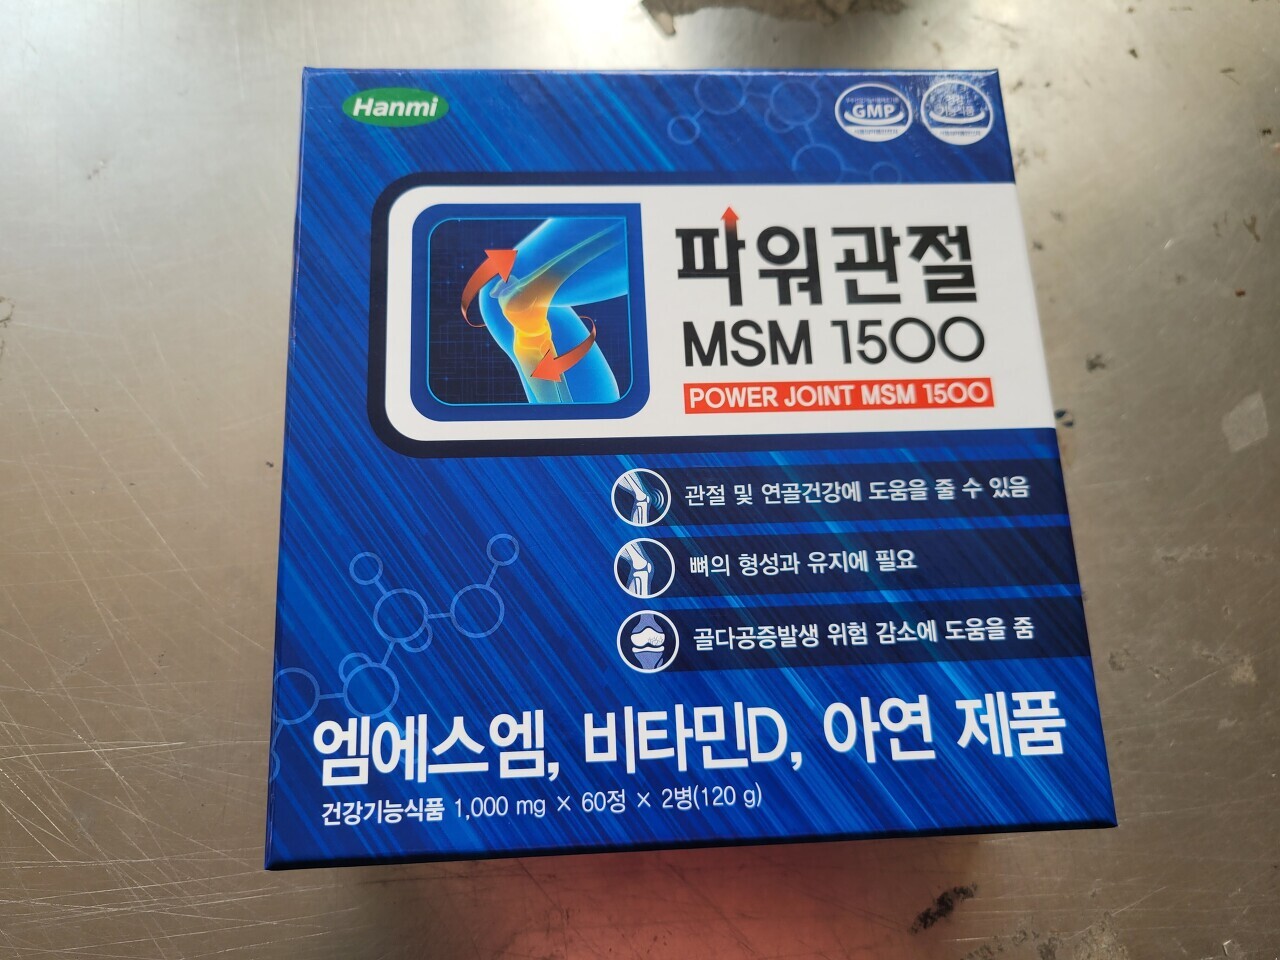 Hanmi
GMP
파워관절
MSM 1500
POWER JOINT MSM 1500
관절 및 연골건강에 도움을 줄 수 있음
뼈의 형성과 유지에 필요
골다공증발생 위험 감소에 도움을 줌
엠에스엠, 비타민D, 아연 제품
건강기능식품 1,000 mg × 60정 × 2병(120 g)